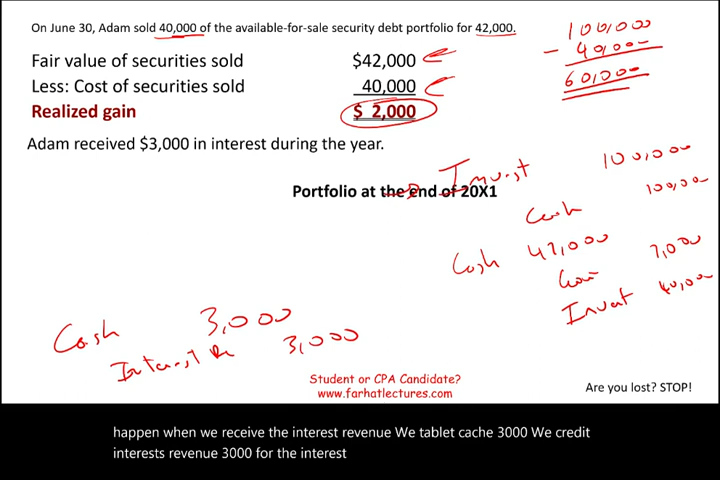 On June 30, Adam sold 40,000 of the available-for-sale security debt portfolio for 42,000.
Fair value of securities sold $42,000
Less: Cost of securities sold 40,000
Realized gain $ 2,000
100,000
- 40,000
60,000
Adam received $3,000 in interest during the year.
Portfolio at the end of 20X1
Invest 100,000
Cash 100,000
Cash 42,000
Gain 2,000
Invest 40,000
Cash 3,000
Interest Re 3,000
Student or CPA Candidate?
www.farhatlectures.com
Are you lost? STOP!
happen when we receive the interest revenue We tablet cache 3000 We credit
interests revenue 3000 for the interest